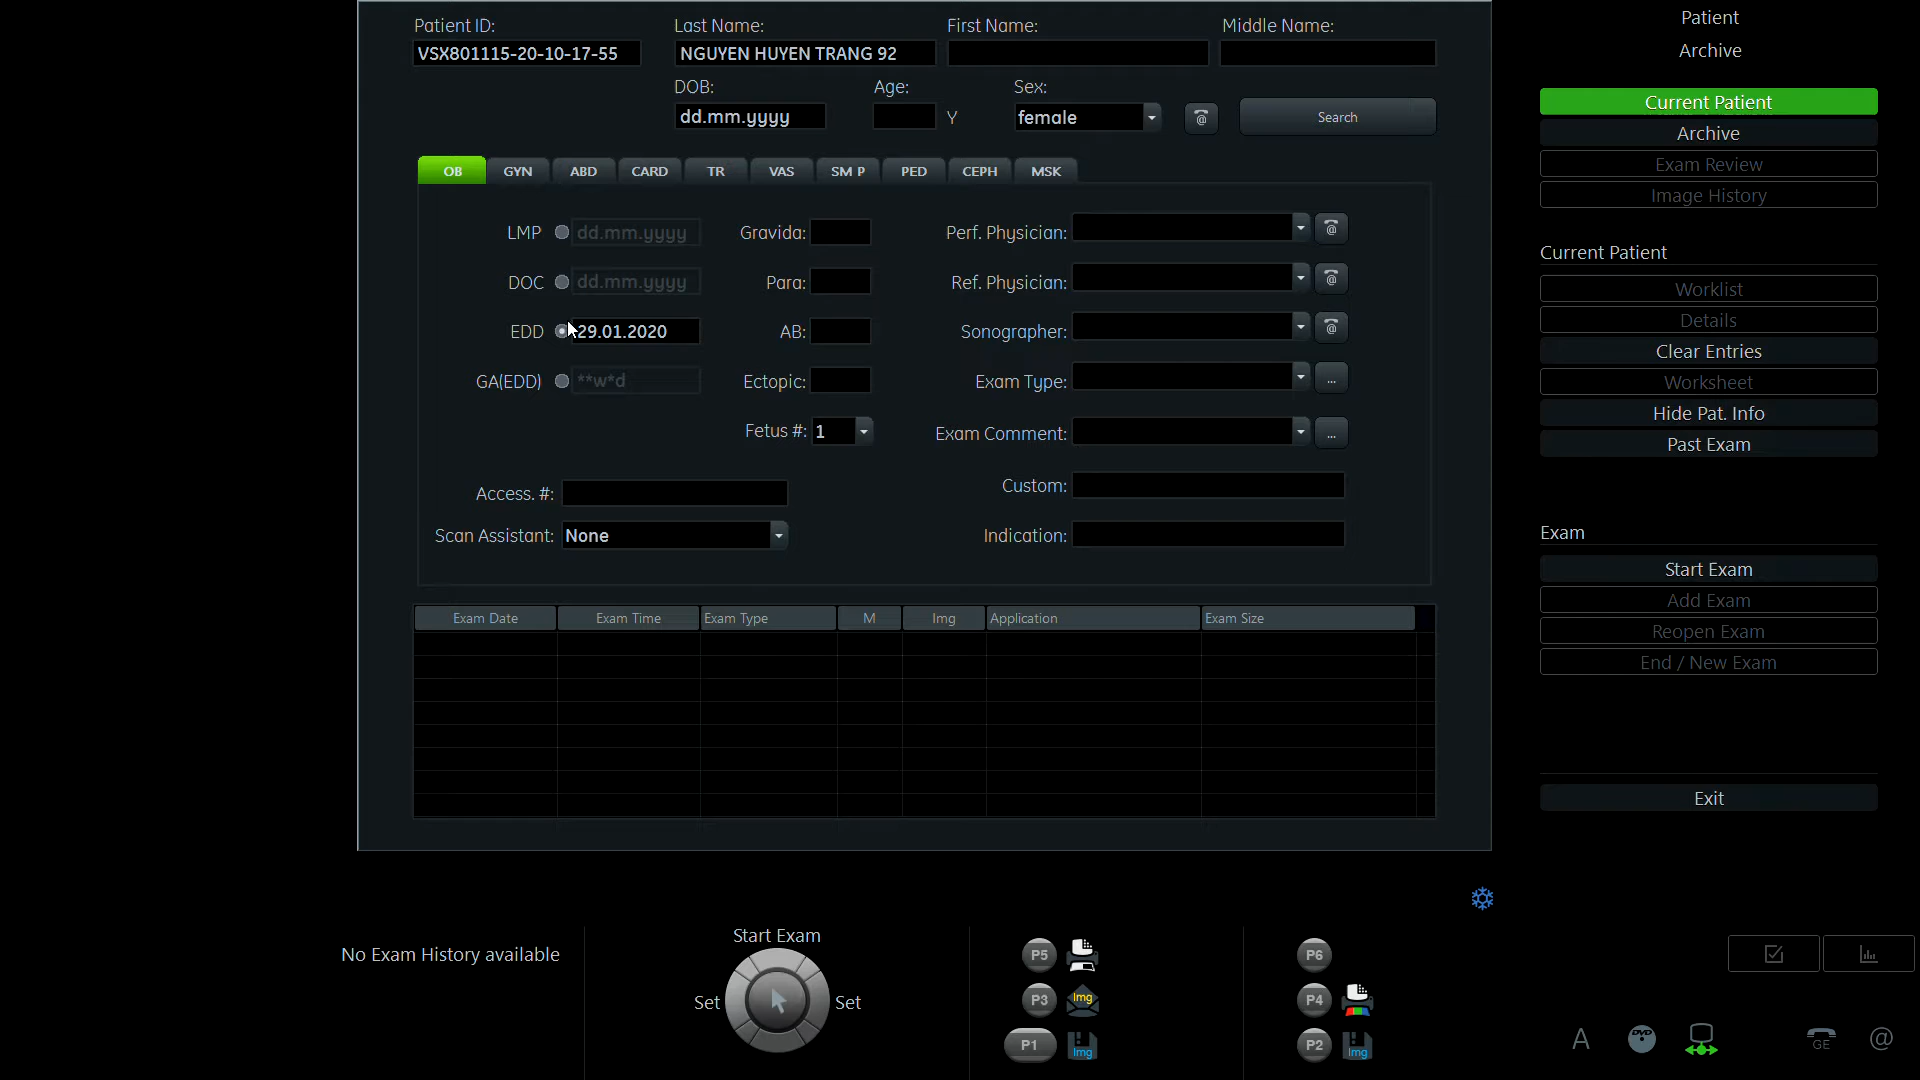 Patient ID: Last Name: First Name: Middle Name:
VSX801115-20-10-17-55 NGUYEN HUYEN TRANG 92
DOB: Age: Sex:
dd.mm.yyyy Y female @ Search
OB GYN ABD CARD TR VAS SM P PED CEPH MSK
LMP dd.mm.yyyy Gravida: Perf. Physician: @
DOC dd.mm.yyyy Para: Ref. Physician: @
EDD 29.01.2020 AB: Sonographer: @
GA(EDD) **w*d Ectopic: Exam Type: ...
Fetus #: 1 Exam Comment: ...
Access. #: Custom:
Scan Assistant: None Indication:
Exam Date Exam Time Exam Type M Img Application Exam Size
Patient
Archive
Current Patient
Archive
Exam Review
Image History
Current Patient
Worklist
Details
Clear Entries
Worksheet
Hide Pat. Info
Past Exam
Exam
Start Exam
Add Exam
Reopen Exam
End / New Exam
Exit
No Exam History available
Start Exam
Set Set
P5
P3 Img
P1 Img
P6
P4
P2 Img
A DVD GE @